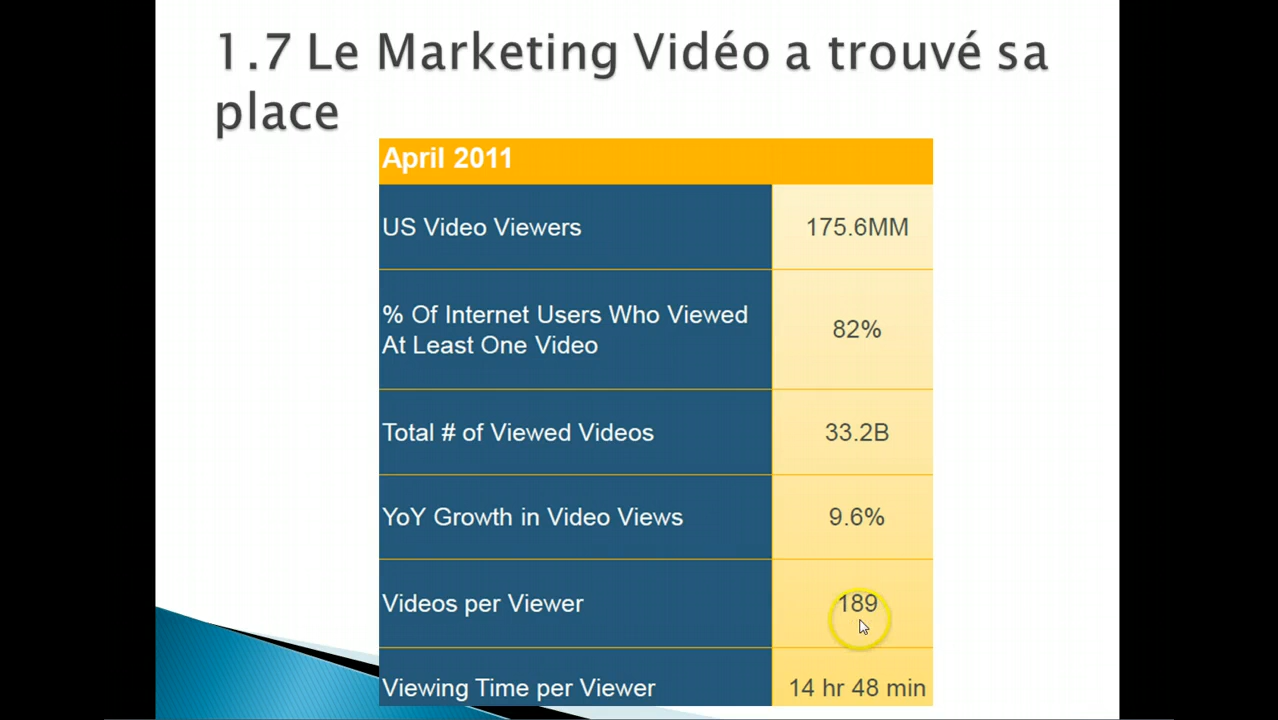 1.7 Le Marketing Vidéo a trouvé sa
place
April 2011
US Video Viewers 175.6MM
% Of Internet Users Who Viewed
At Least One Video 82%
Total # of Viewed Videos 33.2B
YoY Growth in Video Views 9.6%
Videos per Viewer 189
Viewing Time per Viewer 14 hr 48 min